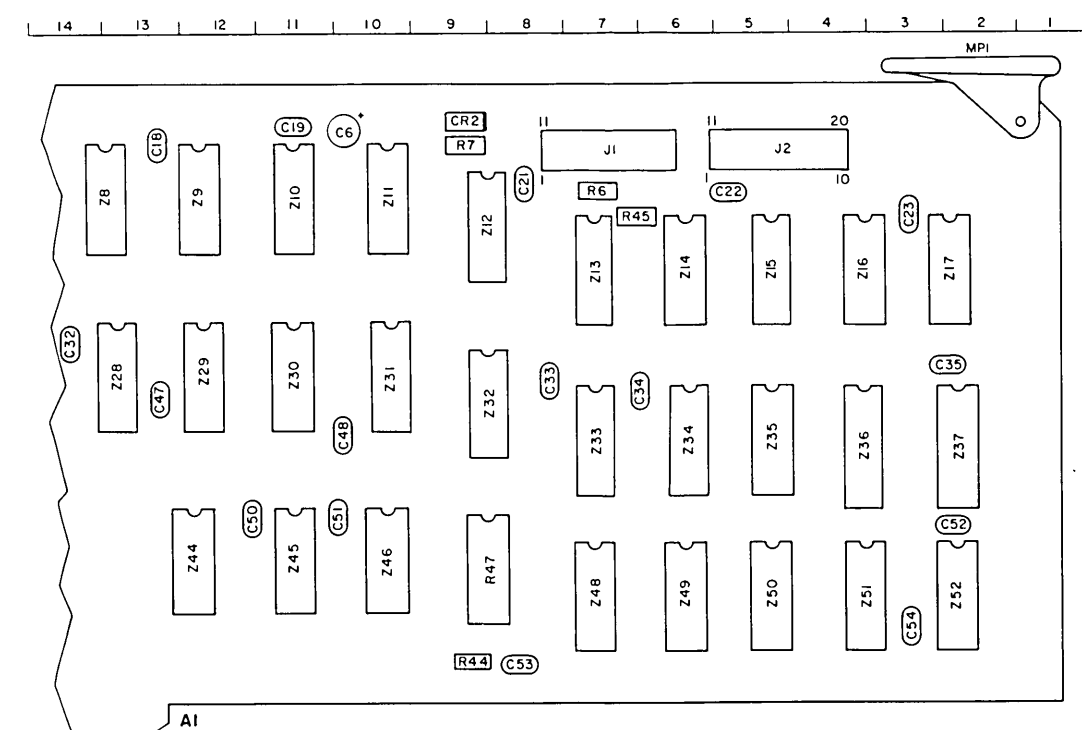 14 13 12 11 10 9 8 7 6 5 4 3 2 1
MP1
C18 C19 C6 + CR2 11 11 20
R7 J1 J2
1 1 10
C21 R6 C22
R45 C23
Z8 Z9 Z10 Z11 Z12
Z13 Z14 Z15 Z16 Z17
C32 C33 C34 C35
Z28 C47 Z29 Z30 C48 Z31 Z32
Z33 Z34 Z35 Z36 Z37
C50 C51 C52
Z44 Z45 Z46 R47
Z48 Z49 Z50 Z51 C54 Z52
R44 C53
A1